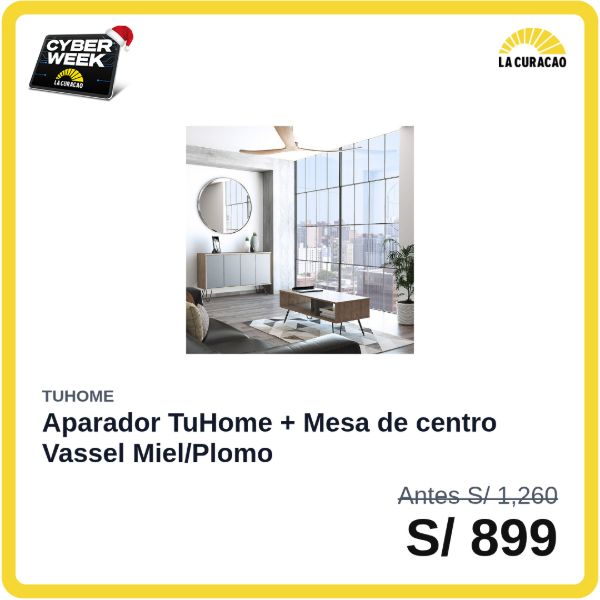 CYBER
WEEK
LA CURACAO
LA CURACAO
TUHOME
Aparador TuHome + Mesa de centro
Vassel Miel/Plomo
Antes S/ 1,260
S/ 899